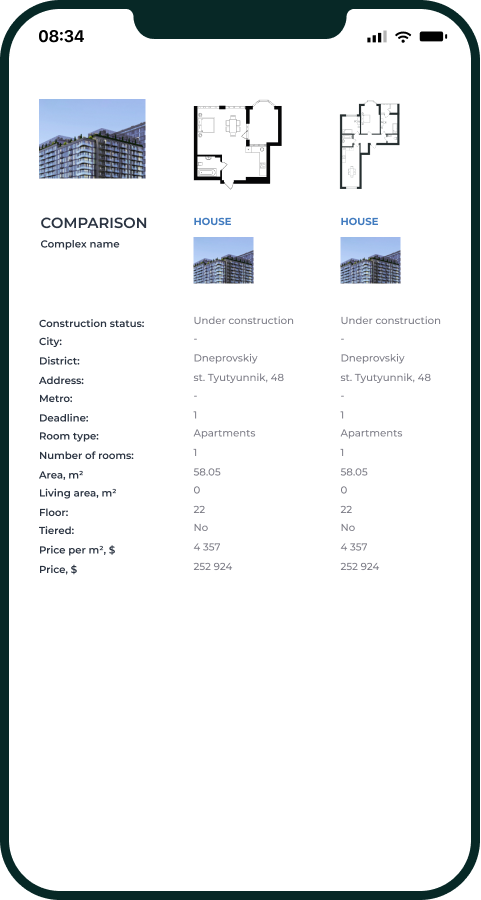 08:34
COMPARISON HOUSE HOUSE
Complex name
Construction status: Under construction Under construction
City: - -
District: Dneprovskiy Dneprovskiy
Address: st. Tyutyunnik, 48 st. Tyutyunnik, 48
Metro: - -
Deadline: 1 1
Room type: Apartments Apartments
Number of rooms: 1 1
Area, m² 58.05 58.05
Living area, m² 0 0
Floor: 22 22
Tiered: No No
Price per m², $ 4 357 4 357
Price, $ 252 924 252 924